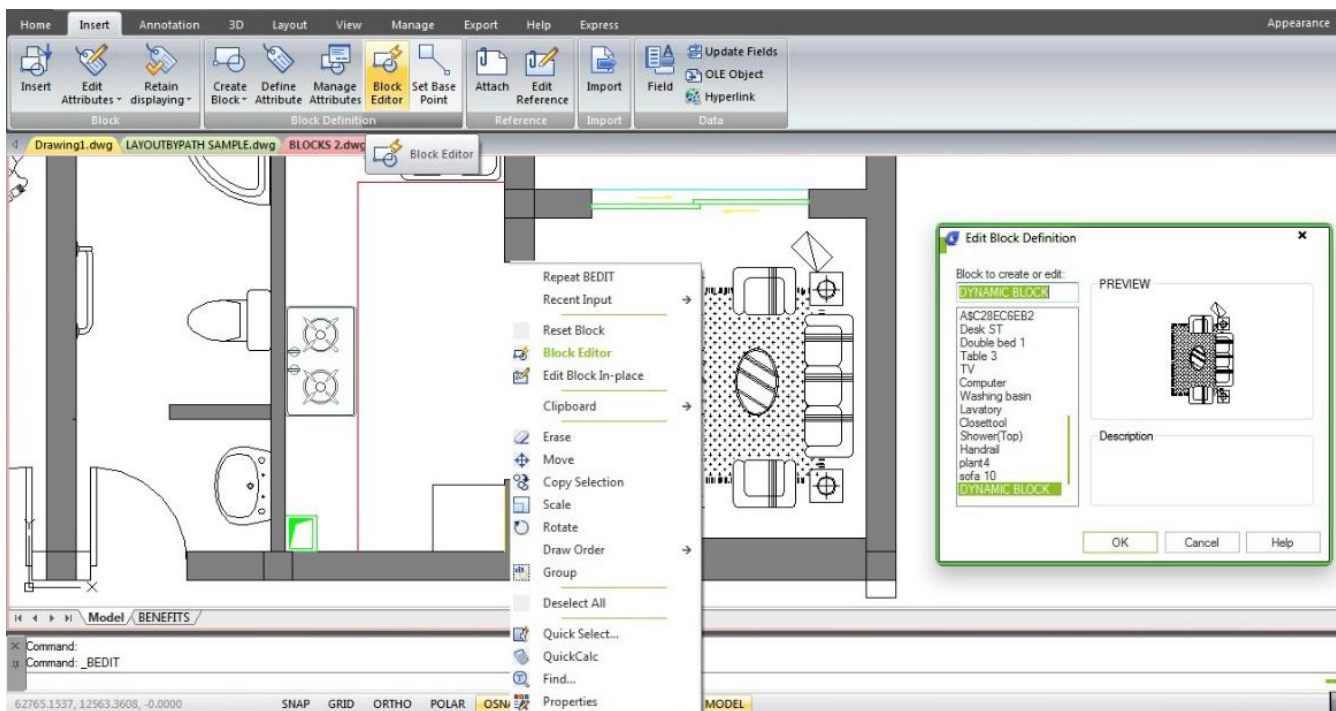 Home Insert Annotation 3D Layout View Manage Export Help Express Appearance
Insert Edit Attributes Retain displaying Create Block Define Attribute Manage Attributes Block Editor Set Base Point Attach Edit Reference Import Field
Update Fields
OLE Object
Hyperlink
Block Block Definition Reference Import Data
Drawing1.dwg LAYOUTBYPATH SAMPLE.dwg BLOCKS 2.dwg
Block Editor
Repeat BEDIT
Recent Input
Reset Block
Block Editor
Edit Block In-place
Clipboard
Erase
Move
Copy Selection
Scale
Rotate
Draw Order
Group
Deselect All
Quick Select...
QuickCalc
Find...
Properties
Edit Block Definition
Block to create or edit:
DYNAMIC BLOCK
A$C28EC6EB2
Desk ST
Double bed 1
Table 3
TV
Computer
Washing basin
Lavatory
Closettool
Shower(Top)
Handrail
plant4
sofa 10
DYNAMIC BLOCK
PREVIEW
Description
OK Cancel Help
X
Model BENEFITS
Command:
Command: _BEDIT
62765.1537, 12563.3608, -0.0000 SNAP GRID ORTHO POLAR MODEL